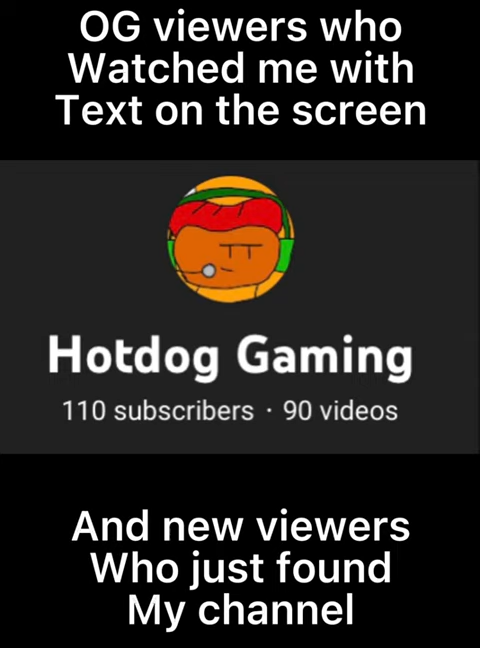 OG viewers who
Watched me with
Text on the screen
Hotdog Gaming
110 subscribers · 90 videos
And new viewers
Who just found
My channel